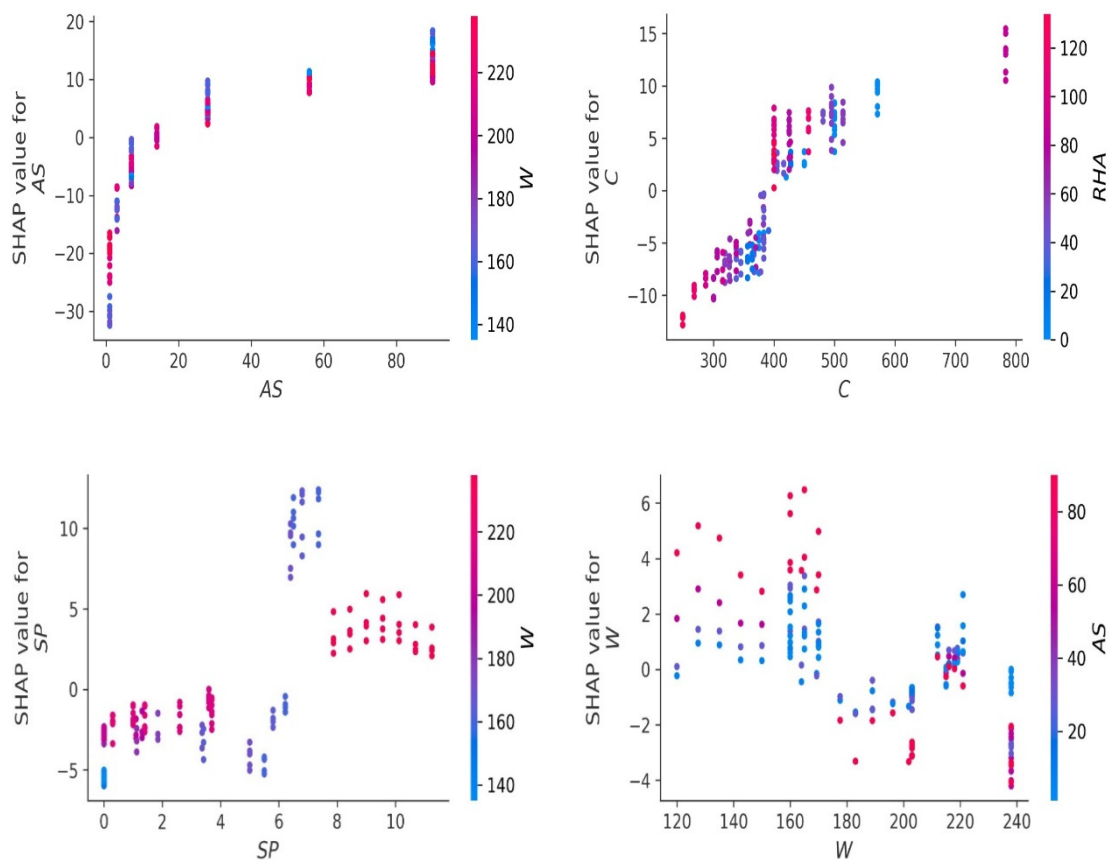 20
10
0
−10
−20
−30
SHAP value for
AS
0 20 40 60 80
AS
220
200
180
160
140
W
15
10
5
0
−5
−10
SHAP value for
C
300 400 500 600 700 800
C
120
100
80
60
40
20
0
RHA
10
5
0
−5
SHAP value for
SP
0 2 4 6 8 10
SP
220
200
180
160
140
W
6
4
2
0
−2
−4
SHAP value for
W
120 140 160 180 200 220 240
W
80
60
40
20
AS